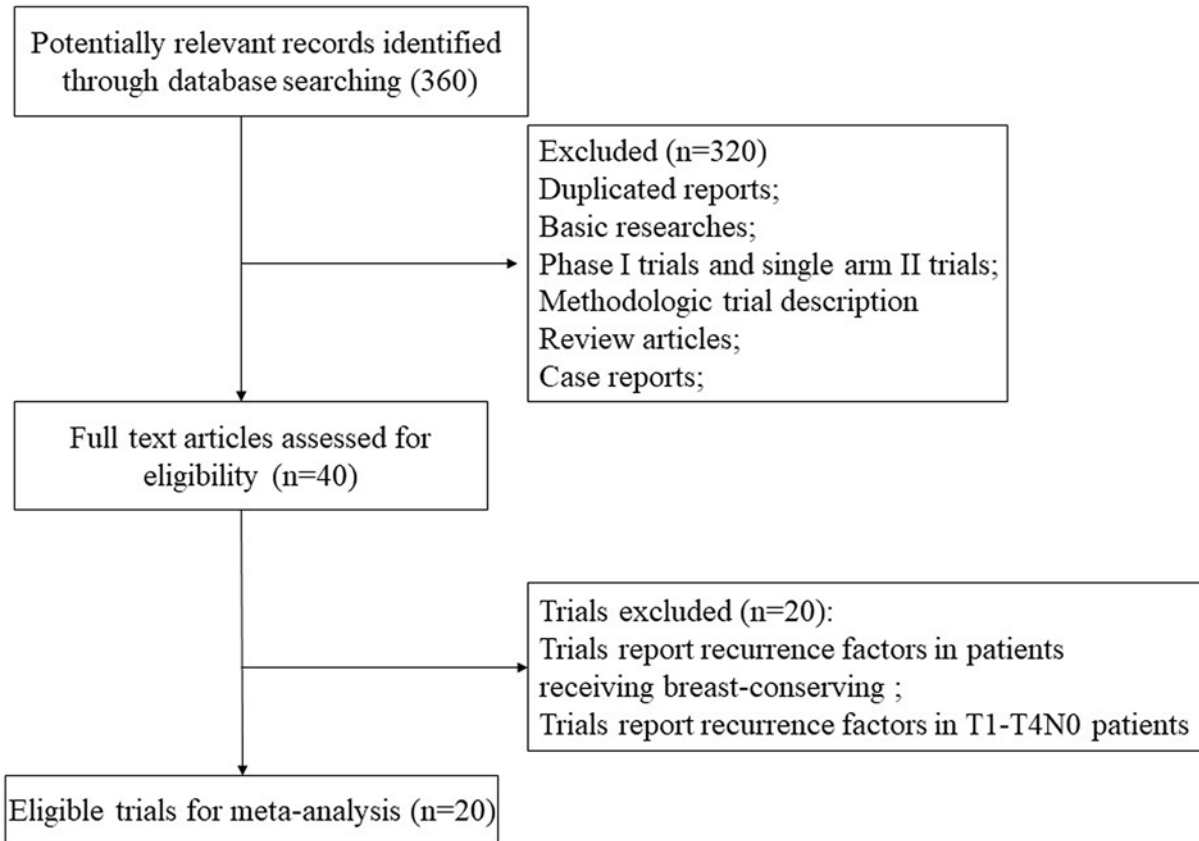 Potentially relevant records identified
through database searching (360)
Excluded (n=320)
Duplicated reports;
Basic researches;
Phase I trials and single arm II trials;
Methodologic trial description
Review articles;
Case reports;
Full text articles assessed for
eligibility (n=40)
Trials excluded (n=20):
Trials report recurrence factors in patients
receiving breast-conserving ;
Trials report recurrence factors in T1-T4N0 patients
Eligible trials for meta-analysis (n=20)